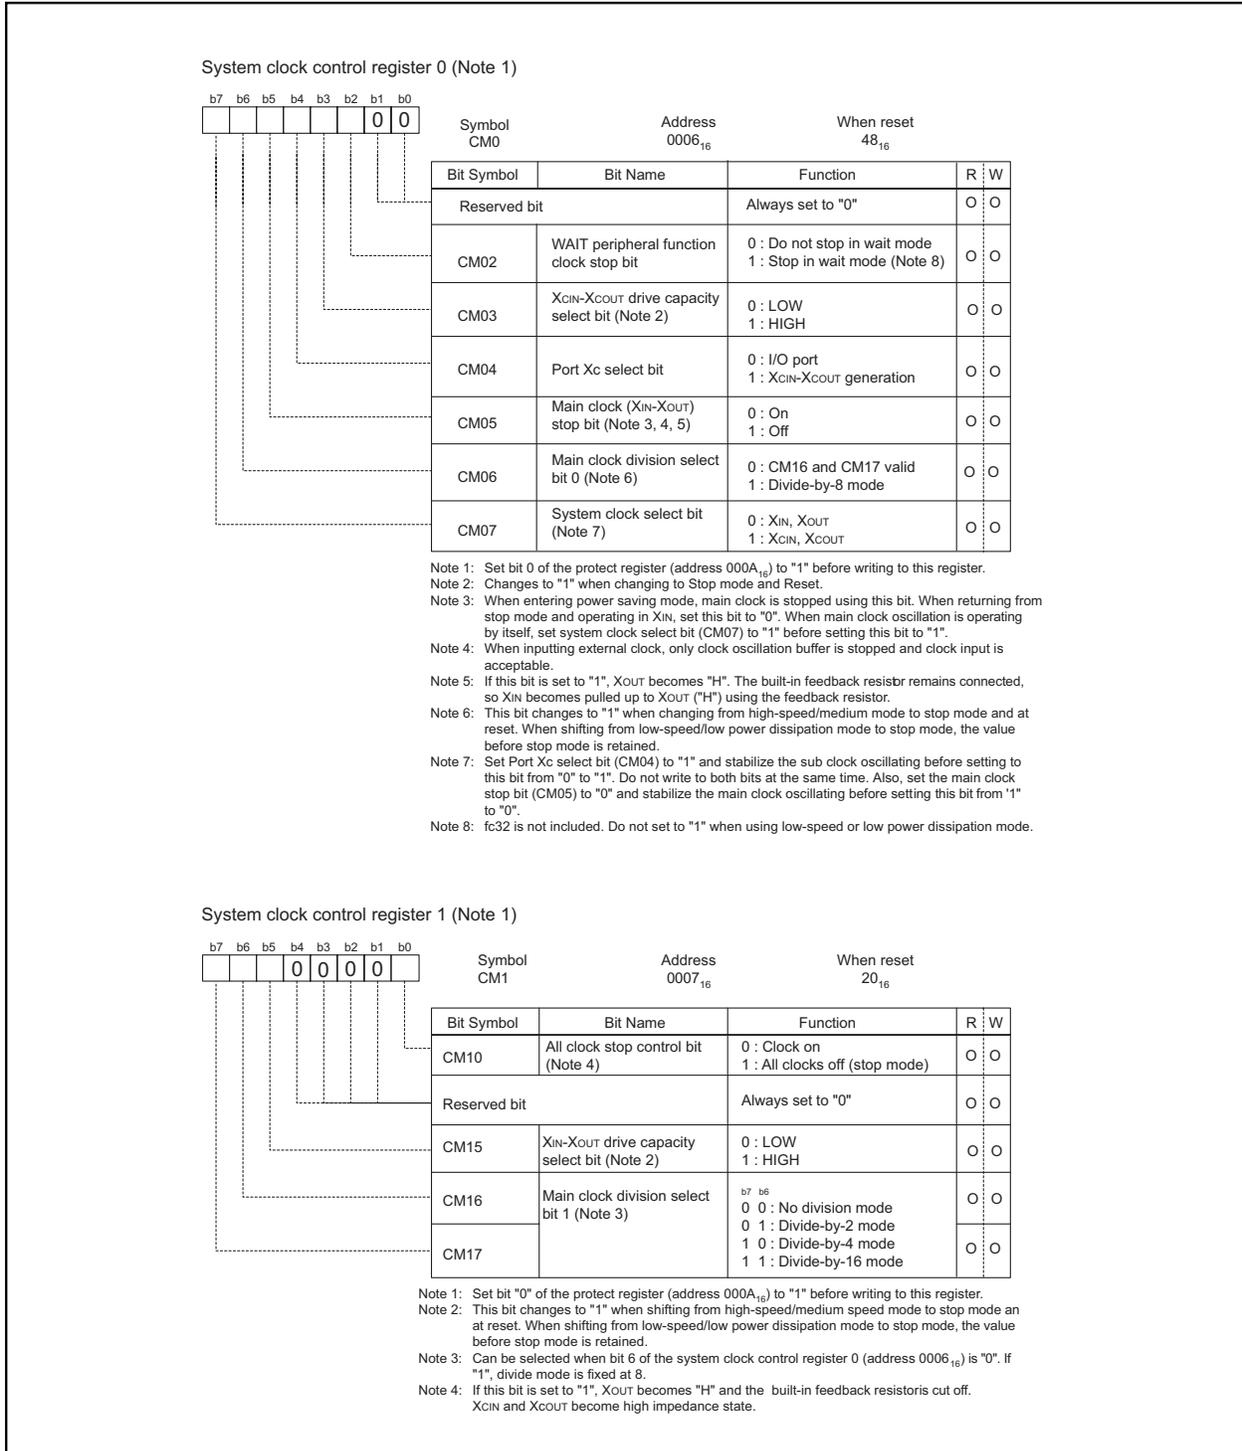 System clock control register 0 (Note 1)
b7 b6 b5 b4 b3 b2 b1 b0
0 0
Symbol Address When reset
CM0 0006₁₆ 48₁₆
Bit Symbol Bit Name Function R W
Reserved bit Always set to "0" O O
CM02 WAIT peripheral function clock stop bit 0 : Do not stop in wait mode
1 : Stop in wait mode (Note 8) O O
CM03 XCIN-XCOUT drive capacity select bit (Note 2) 0 : LOW
1 : HIGH O O
CM04 Port Xc select bit 0 : I/O port
1 : XCIN-XCOUT generation O O
CM05 Main clock (XIN-XOUT) stop bit (Note 3, 4, 5) 0 : On
1 : Off O O
CM06 Main clock division select bit 0 (Note 6) 0 : CM16 and CM17 valid
1 : Divide-by-8 mode O O
CM07 System clock select bit (Note 7) 0 : XIN, XOUT
1 : XCIN, XCOUT O O
Note 1: Set bit 0 of the protect register (address 000A₁₆) to "1" before writing to this register.
Note 2: Changes to "1" when changing to Stop mode and Reset.
Note 3: When entering power saving mode, main clock is stopped using this bit. When returning from
stop mode and operating in XIN, set this bit to "0". When main clock oscillation is operating
by itself, set system clock select bit (CM07) to "1" before setting this bit to "1".
Note 4: When inputting external clock, only clock oscillation buffer is stopped and clock input is
acceptable.
Note 5: If this bit is set to "1", XOUT becomes "H". The built-in feedback resistor remains connected,
so XIN becomes pulled up to XOUT ("H") using the feedback resistor.
Note 6: This bit changes to "1" when changing from high-speed/medium mode to stop mode and at
reset. When shifting from low-speed/low power dissipation mode to stop mode, the value
before stop mode is retained.
Note 7: Set Port Xc select bit (CM04) to "1" and stabilize the sub clock oscillating before setting to
this bit from "0" to "1". Do not write to both bits at the same time. Also, set the main clock
stop bit (CM05) to "0" and stabilize the main clock oscillating before setting this bit from '1"
to "0".
Note 8: fc32 is not included. Do not set to "1" when using low-speed or low power dissipation mode.
System clock control register 1 (Note 1)
b7 b6 b5 b4 b3 b2 b1 b0
0 0 0 0
Symbol Address When reset
CM1 0007₁₆ 20₁₆
Bit Symbol Bit Name Function R W
CM10 All clock stop control bit (Note 4) 0 : Clock on
1 : All clocks off (stop mode) O O
Reserved bit Always set to "0" O O
CM15 XIN-XOUT drive capacity select bit (Note 2) 0 : LOW
1 : HIGH O O
CM16 Main clock division select bit 1 (Note 3) b7 b6
0 0 : No division mode O O
0 1 : Divide-by-2 mode
CM17 1 0 : Divide-by-4 mode O O
1 1 : Divide-by-16 mode
Note 1: Set bit "0" of the protect register (address 000A₁₆) to "1" before writing to this register.
Note 2: This bit changes to "1" when shifting from high-speed/medium speed mode to stop mode an
at reset. When shifting from low-speed/low power dissipation mode to stop mode, the value
before stop mode is retained.
Note 3: Can be selected when bit 6 of the system clock control register 0 (address 0006₁₆) is "0". If
"1", divide mode is fixed at 8.
Note 4: If this bit is set to "1", XOUT becomes "H" and the built-in feedback resistoris cut off.
XCIN and XCOUT become high impedance state.